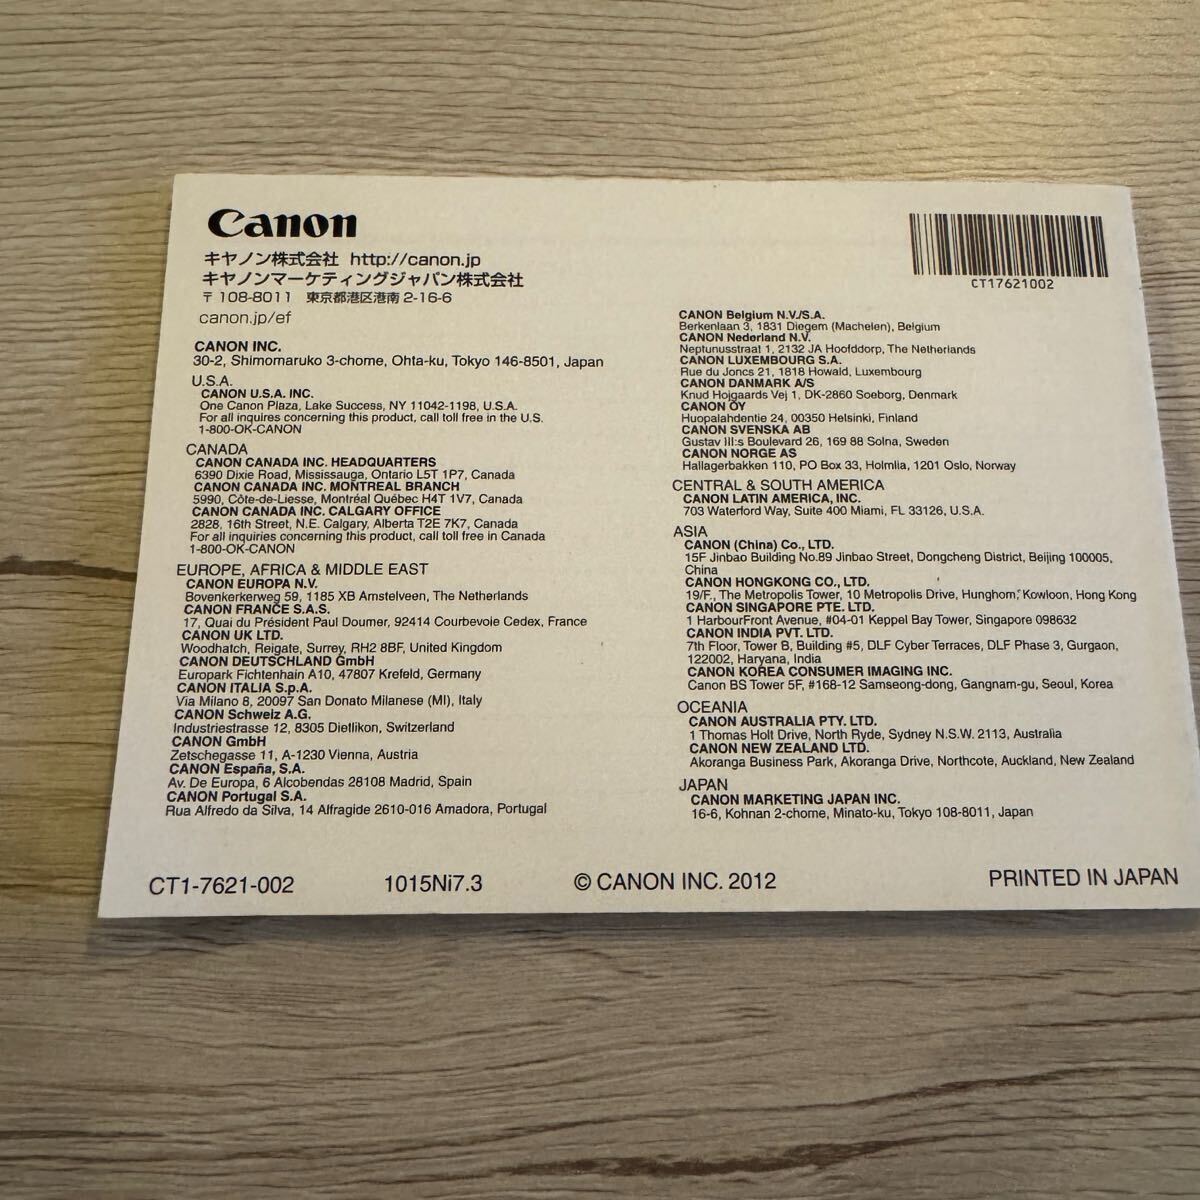 Canon
キヤノン株式会社 http://canon.jp
キヤノンマーケティングジャパン株式会社
〒108-8011 東京都港区港南2-16-6
canon.jp/ef
CANON INC.
30-2, Shimomaruko 3-chome, Ohta-ku, Tokyo 146-8501, Japan
U.S.A.
CANON U.S.A. INC.
One Canon Plaza, Lake Success, NY 11042-1198, U.S.A.
For all inquires concerning this product, call toll free in the U.S.
1-800-OK-CANON
CANADA
CANON CANADA INC. HEADQUARTERS
6390 Dixie Road, Mississauga, Ontario L5T 1P7, Canada
CANON CANADA INC. MONTREAL BRANCH
5990, Côte-de-Liesse, Montréal Québec H4T 1V7, Canada
CANON CANADA INC. CALGARY OFFICE
2828, 16th Street, N.E. Calgary, Alberta T2E 7K7, Canada
For all inquiries concerning this product, call toll free in Canada
1-800-OK-CANON
EUROPE, AFRICA & MIDDLE EAST
CANON EUROPA N.V.
Bovenkerkerweg 59, 1185 XB Amstelveen, The Netherlands
CANON FRANCE S.A.S.
17, Quai du Président Paul Doumer, 92414 Courbevoie Cedex, France
CANON UK LTD.
Woodhatch, Reigate, Surrey, RH2 8BF, United Kingdom
CANON DEUTSCHLAND GmbH
Europark Fichtenhain A10, 47807 Krefeld, Germany
CANON ITALIA S.p.A.
Via Milano 8, 20097 San Donato Milanese (MI), Italy
CANON Schweiz A.G.
Industriestrasse 12, 8305 Dietlikon, Switzerland
CANON GmbH
Zetschegasse 11, A-1230 Vienna, Austria
CANON España, S.A.
Av. De Europa, 6 Alcobendas 28108 Madrid, Spain
CANON Portugal S.A.
Rua Alfredo da Silva, 14 Alfragide 2610-016 Amadora, Portugal
CT17621002
CANON Belgium N.V./S.A.
Berkenlaan 3, 1831 Diegem (Machelen), Belgium
CANON Nederland N.V.
Neptunusstraat 1, 2132 JA Hoofddorp, The Netherlands
CANON LUXEMBOURG S.A.
Rue du Joncs 21, 1818 Howald, Luxembourg
CANON DANMARK A/S
Knud Hojgaards Vej 1, DK-2860 Soeborg, Denmark
CANON OY
Huopalahdentie 24, 00350 Helsinki, Finland
CANON SVENSKA AB
Gustav III:s Boulevard 26, 169 88 Solna, Sweden
CANON NORGE AS
Hallagerbakken 110, PO Box 33, Holmlia, 1201 Oslo, Norway
CENTRAL & SOUTH AMERICA
CANON LATIN AMERICA, INC.
703 Waterford Way, Suite 400 Miami, FL 33126, U.S.A.
ASIA
CANON (China) Co., LTD.
15F Jinbao Building No.89 Jinbao Street, Dongcheng District, Beijing 100005,
China
CANON HONGKONG CO., LTD.
19/F., The Metropolis Tower, 10 Metropolis Drive, Hunghom, Kowloon, Hong Kong
CANON SINGAPORE PTE. LTD.
1 HarbourFront Avenue, #04-01 Keppel Bay Tower, Singapore 098632
CANON INDIA PVT. LTD.
7th Floor, Tower B, Building #5, DLF Cyber Terraces, DLF Phase 3, Gurgaon,
122002, Haryana, India
CANON KOREA CONSUMER IMAGING INC.
Canon BS Tower 5F, #168-12 Samseong-dong, Gangnam-gu, Seoul, Korea
OCEANIA
CANON AUSTRALIA PTY. LTD.
1 Thomas Holt Drive, North Ryde, Sydney N.S.W. 2113, Australia
CANON NEW ZEALAND LTD.
Akoranga Business Park, Akoranga Drive, Northcote, Auckland, New Zealand
JAPAN
CANON MARKETING JAPAN INC.
16-6, Kohnan 2-chome, Minato-ku, Tokyo 108-8011, Japan
CT1-7621-002 1015Ni7.3 © CANON INC. 2012 PRINTED IN JAPAN